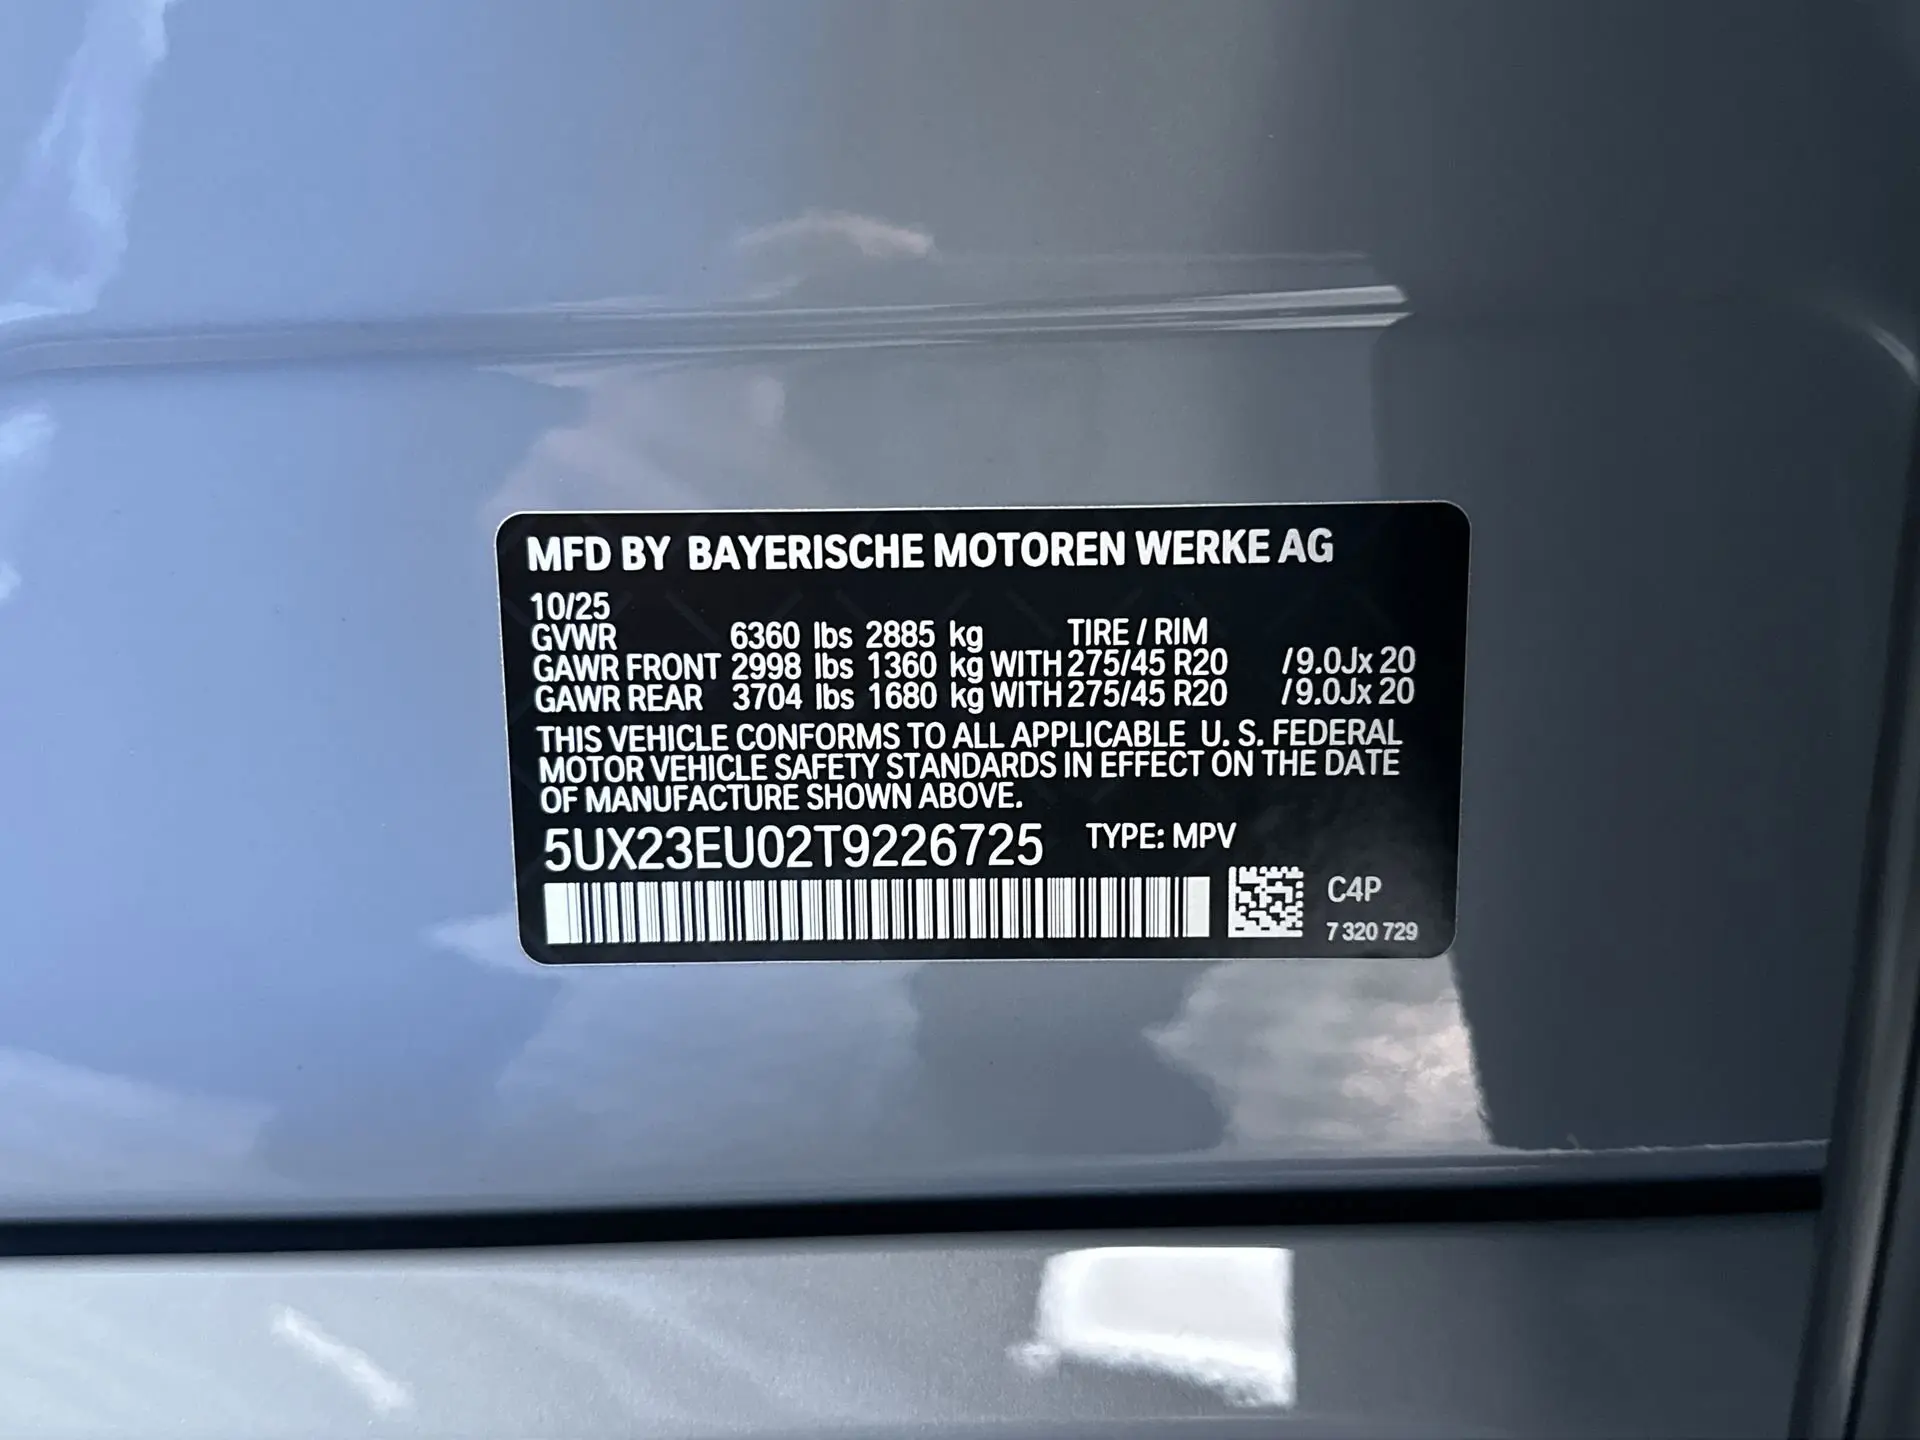 MFD BY BAYERISCHE MOTOREN WERKE AG
10/25
GVWR 6360 lbs 2885 kg TIRE / RIM
GAWR FRONT 2998 lbs 1360 kg WITH 275/45 R20 /9.0Jx 20
GAWR REAR 3704 lbs 1680 kg WITH 275/45 R20 /9.0Jx 20
THIS VEHICLE CONFORMS TO ALL APPLICABLE U. S. FEDERAL
MOTOR VEHICLE SAFETY STANDARDS IN EFFECT ON THE DATE
OF MANUFACTURE SHOWN ABOVE.
5UX23EU02T9226725 TYPE: MPV
C4P
7 320 729